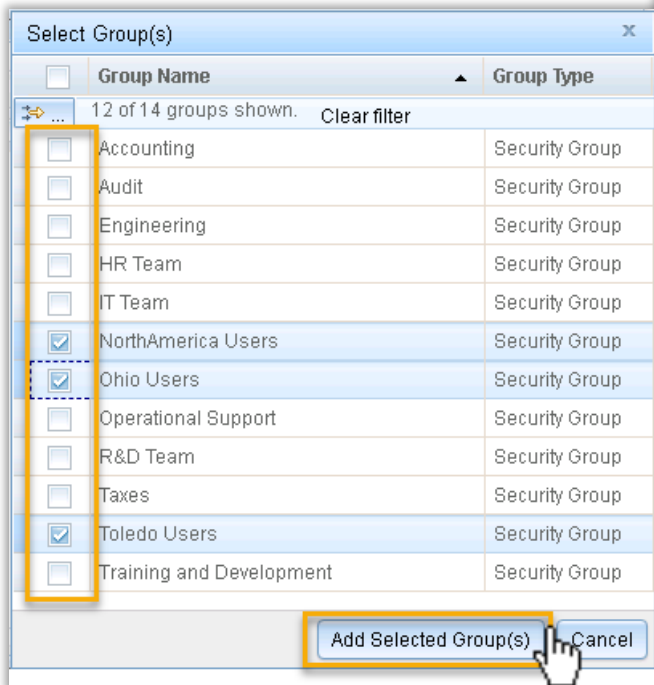 Select Group(s) x
Group Name Group Type
... 12 of 14 groups shown. Clear filter
Accounting Security Group
Audit Security Group
Engineering Security Group
HR Team Security Group
IT Team Security Group
NorthAmerica Users Security Group
Ohio Users Security Group
Operational Support Security Group
R&D Team Security Group
Taxes Security Group
Toledo Users Security Group
Training and Development Security Group
Add Selected Group(s) Cancel